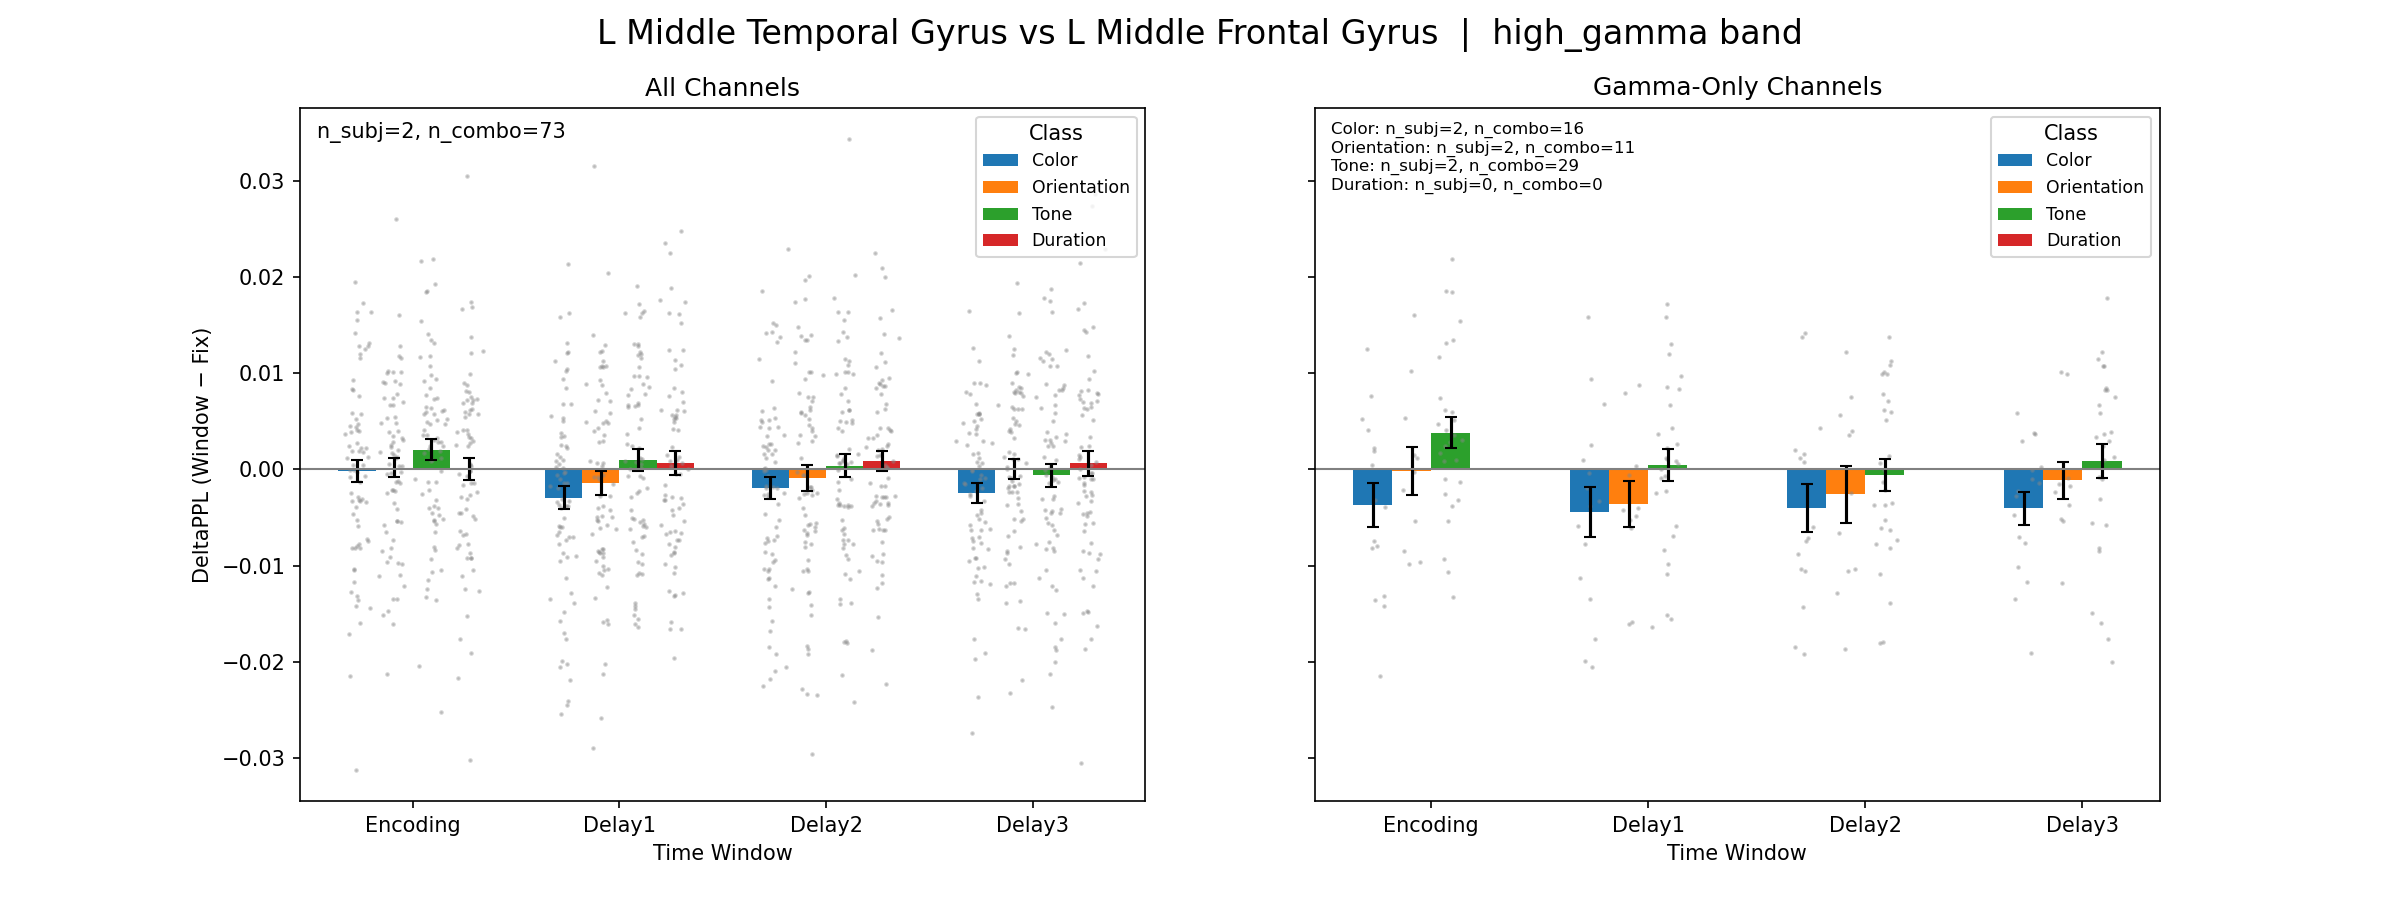 L Middle Temporal Gyrus vs L Middle Frontal Gyrus | high_gamma band
All Channels
n_subj=2, n_combo=73
Class
Color
Orientation
Tone
Duration
DeltaPPL (Window − Fix)
0.03
0.02
0.01
0.00
−0.01
−0.02
−0.03
Encoding
Delay1
Delay2
Delay3
Time Window
Gamma-Only Channels
Color: n_subj=2, n_combo=16
Orientation: n_subj=2, n_combo=11
Tone: n_subj=2, n_combo=29
Duration: n_subj=0, n_combo=0
Class
Color
Orientation
Tone
Duration
Encoding
Delay1
Delay2
Delay3
Time Window